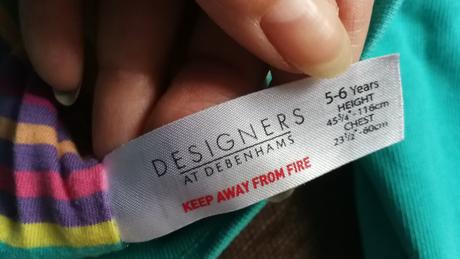 DESIGNERS
AT DEBENHAMS
KEEP AWAY FROM FIRE
5-6 Years
HEIGHT
45¾"-116cm
CHEST
23½"-60cm